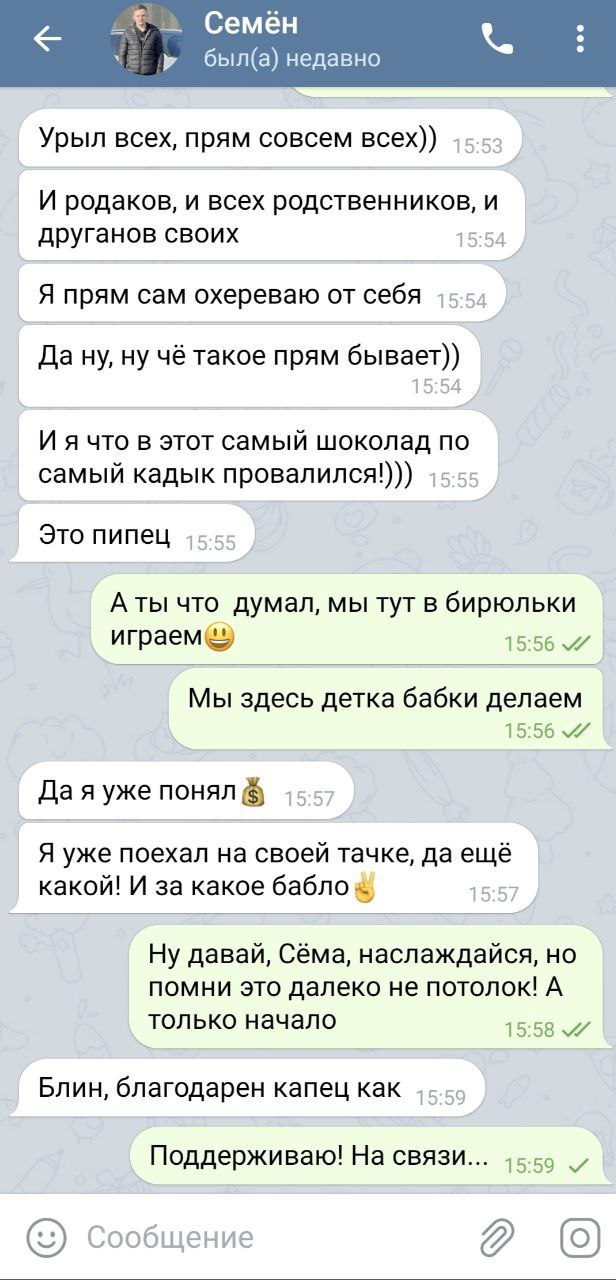 Семён
был(а) недавно
Урыл всех, прям совсем всех)) 15:53
И родаков, и всех родственников, и
друганов своих 15:54
Я прям сам охереваю от себя 15:54
Да ну, ну чё такое прям бывает))
15:54
И я что в этот самый шоколад по
самый кадык провалился!))) 15:55
Это пипец 15:55
А ты что думал, мы тут в бирюльки
играем😃 15:56
Мы здесь детка бабки делаем
15:56
Да я уже понял💰 15:57
Я уже поехал на своей тачке, да ещё
какой! И за какое бабло✌ 15:57
Ну давай, Сёма, наслаждайся, но
помни это далеко не потолок! А
только начало 15:58
Блин, благодарен капец как 15:59
Поддерживаю! На связи... 15:59
Сообщение